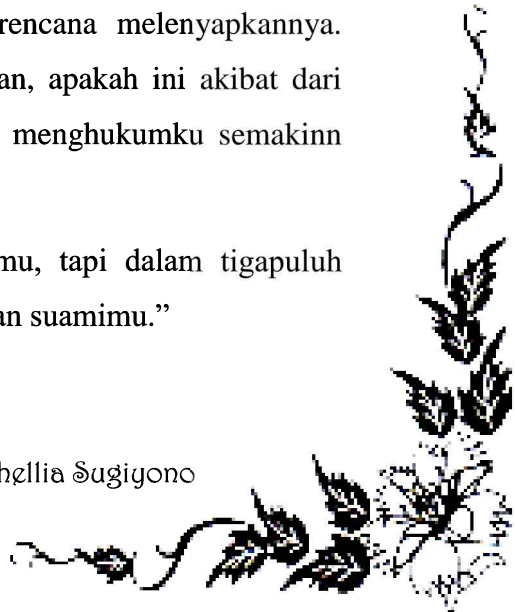 rencana melenyapkannya.
an, apakah ini akibat dari
menghukumku semakinn
mu, tapi dalam tigapuluh
an suamimu.”
hellia Sugiyono